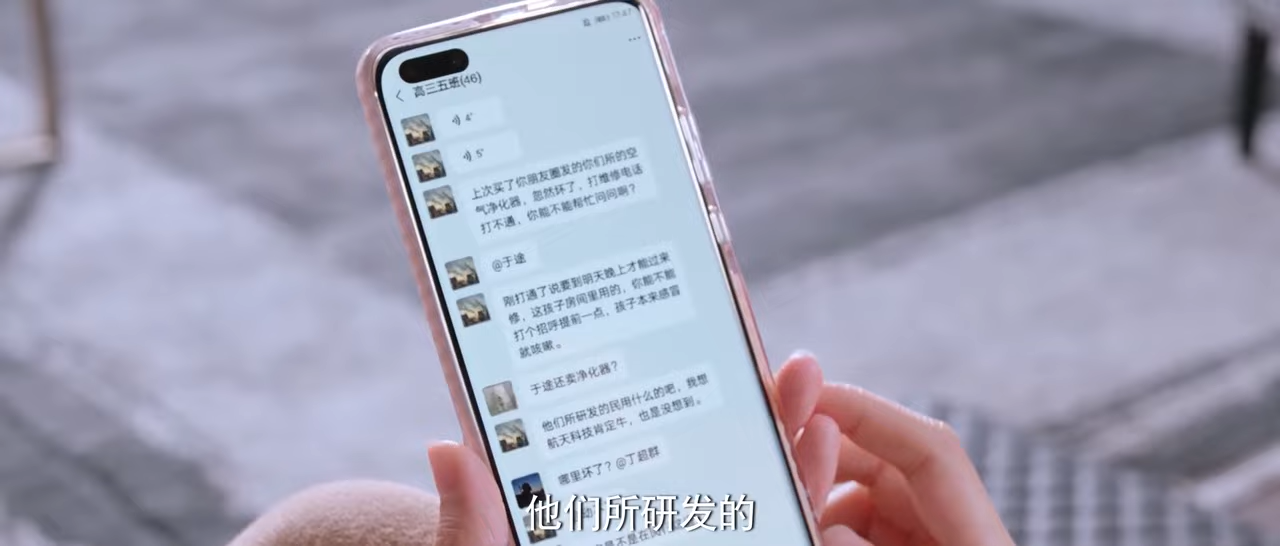 17:47
高三五班(46)
4"
5"
上次买了你朋友圈发的你们所的空
气净化器，忽然坏了，打维修电话
打不通，你能不能帮忙问问啊？
@于途
刚打通了说要到明天晚上才能过来
修，这孩子房间里用的，你能不能
打个招呼提前一点，孩子本来感冒
就咳嗽。
于途还卖净化器？
他们所研发的民用什么的吧，我想
航天科技肯定牛，也是没想到。
哪里坏了？@丁超群
他们所研发的